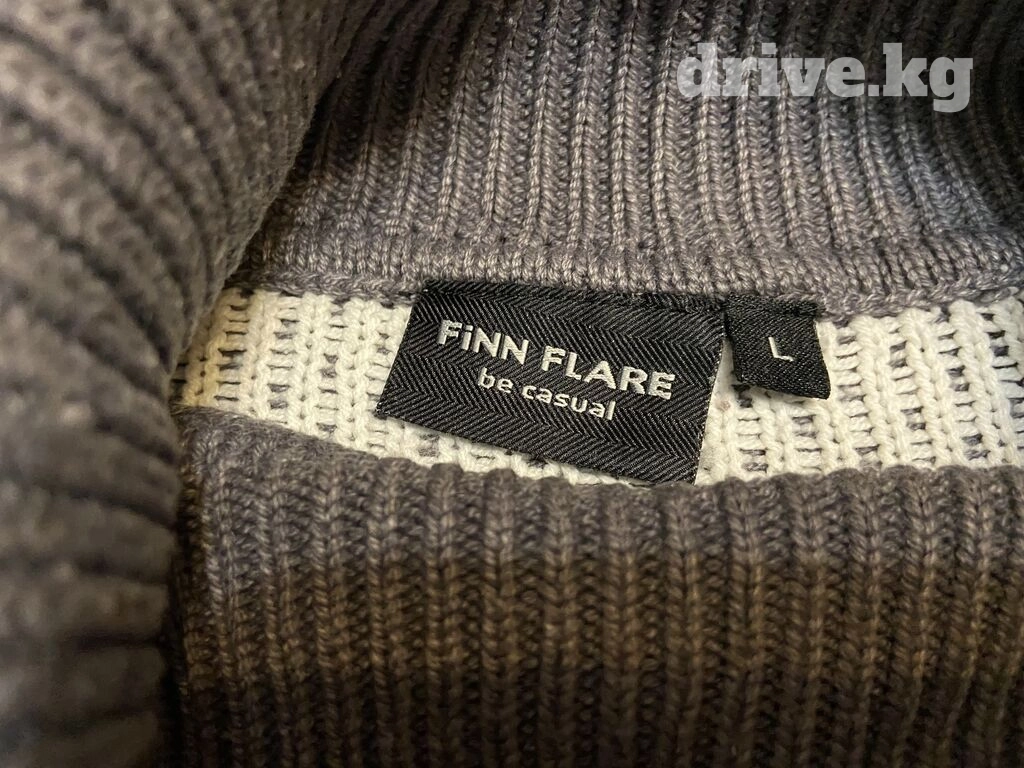 drive.kg
FiNN FLARE
be casual
L